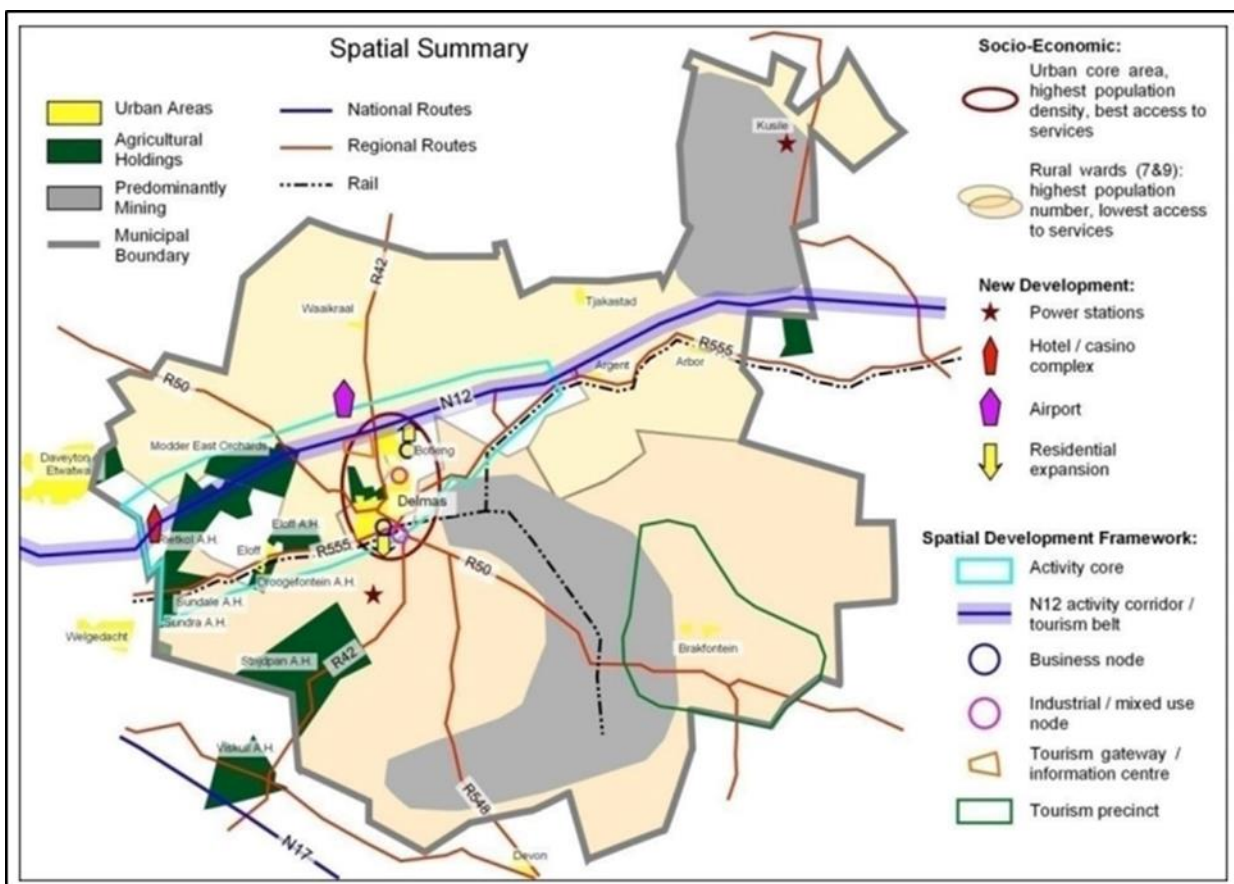 Spatial Summary
Urban Areas
Agricultural
Holdings
Predominantly
Mining
Municipal
Boundary
National Routes
Regional Routes
Rail
Socio-Economic:
Urban core area,
highest population
density, best access to
services
Rural wards (7&9):
highest population
number, lowest access
to services
New Development:
Power stations
Hotel / casino
complex
Airport
Residential
expansion
Spatial Development Framework:
Activity core
N12 activity corridor /
tourism belt
Business node
Industrial / mixed use
node
Tourism gateway /
information centre
Tourism precinct
Kusile
R42
Waaikraal
Tjakastad
R555
Argent
Arbor
R50
N12
Modder East Orchards
Daveyton
Etwatwa
Botleng
Delmas
Rietkol A.H.
Eloff A.H.
Eloff
R555
Droogefontein A.H.
R50
Sundale A.H.
Sundra A.H.
Welgedacht
Brakfontein
R42
Viskuil A.H.
R548
N17
Devon